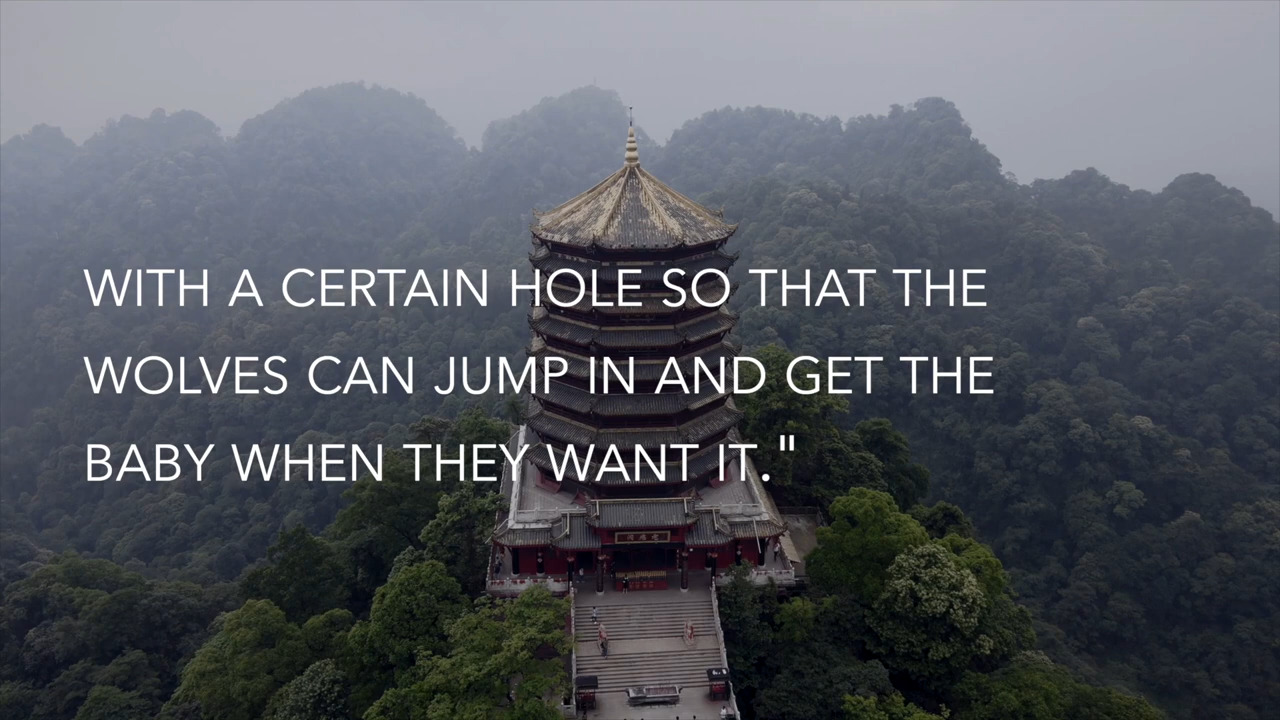 WITH A CERTAIN HOLE SO THAT THE
WOLVES CAN JUMP IN AND GET THE
BABY WHEN THEY WANT IT."